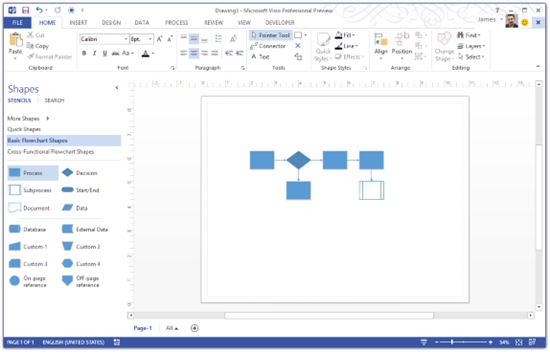 Drawing1 - Microsoft Visio Professional Preview
FILE HOME INSERT DESIGN DATA PROCESS REVIEW VIEW DEVELOPER James
Paste
Cut
Copy
Format Painter
Calibri 8pt.
Pointer Tool
Connector
Text
Quick Styles
Fill
Line
Effects
Align Position
Change Shape
Find
Layers
Select
Clipboard Font Paragraph Tools Shape Styles Arrange Editing
Shapes
STENCILS SEARCH
More Shapes
Quick Shapes
Basic Flowchart Shapes
Cross-Functional Flowchart Shapes
Process Decision
Subprocess Start/End
Document Data
Database External Data
Custom 1 Custom 2
Custom 3 Custom 4
On-page reference Off-page reference
Page-1 All
PAGE 1 OF 1 ENGLISH (UNITED STATES) 54%